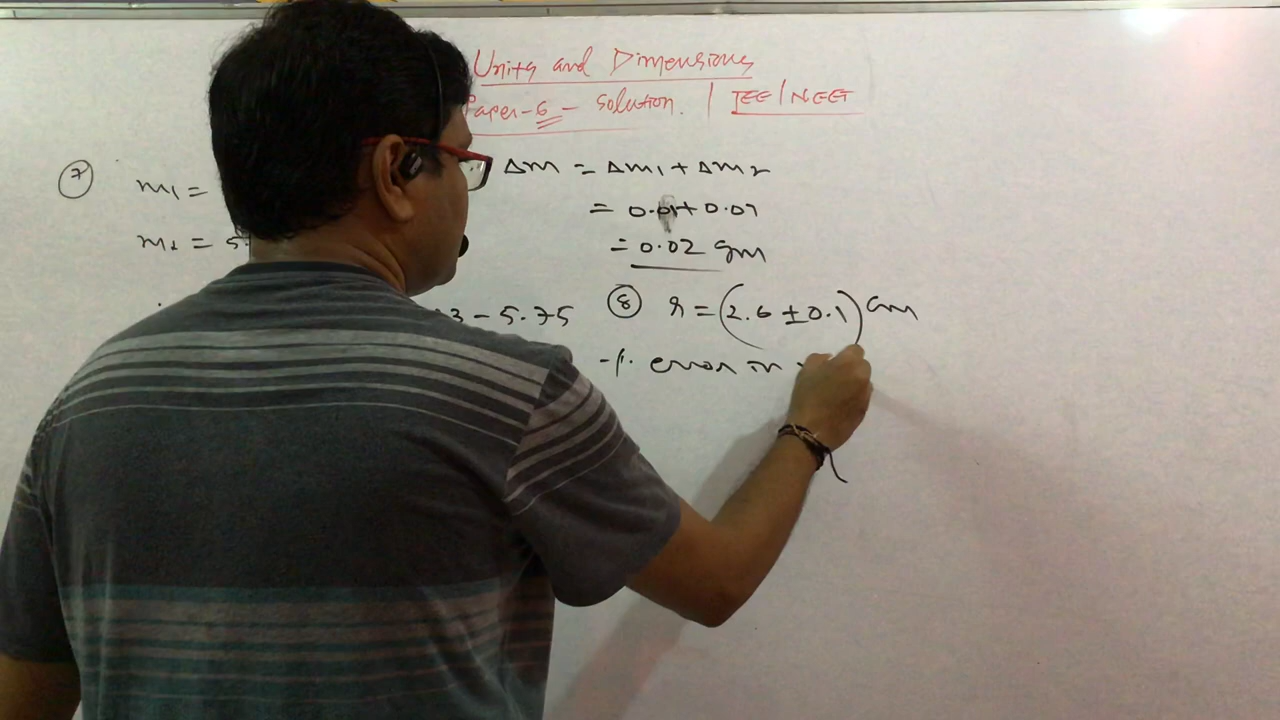 Units and Dimensions
Paper-6 - Solution. | JEE/NEET
7
m₁ =
m₂ = 5.
Δm = Δm₁ + Δm₂
= 0.01+0.01
= 0.02 gm
3 - 5.75
8 r = (2.6 ± 0.1) cm
-/. error in